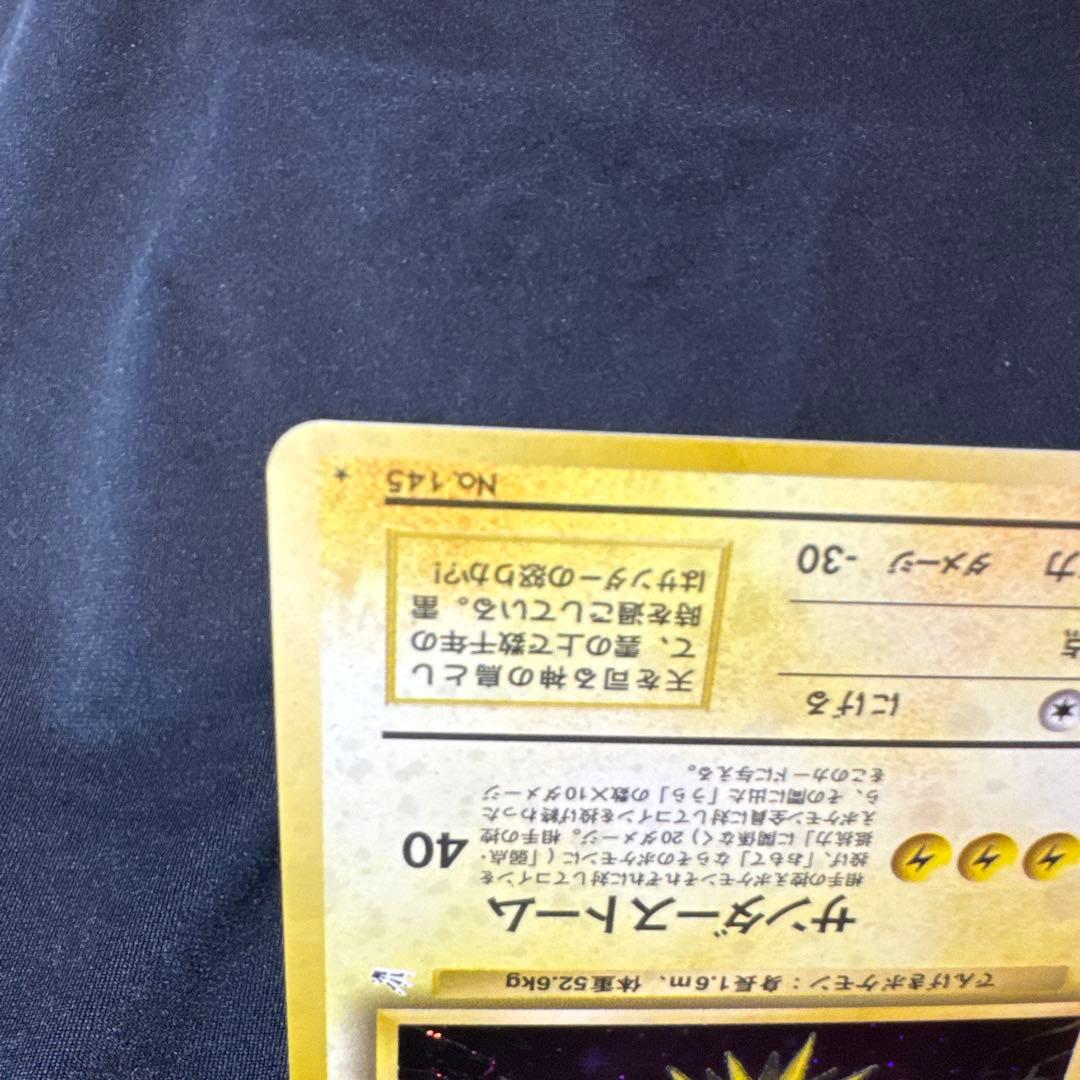 でんげきポケモン：身長1.6m、体重52.6kg
サンダーストーム
40
相手の控えポケモンそれぞれに対してコインを
投げ、「おもて」ならそのポケモンに（「弱点・
抵抗力」に関係なく）20ダメージ。相手の控
えポケモン全員に対してコインを投げ終わった
ら、その間に出た「うら」の数×10ダメージ
をこのカードに与える。
にげる
点
力 ダメージ -30
天を司る神の鳥とし
て、雲の上で数千年の
時を過ごしている。雷
はサンダーの怒りか?!
No.145